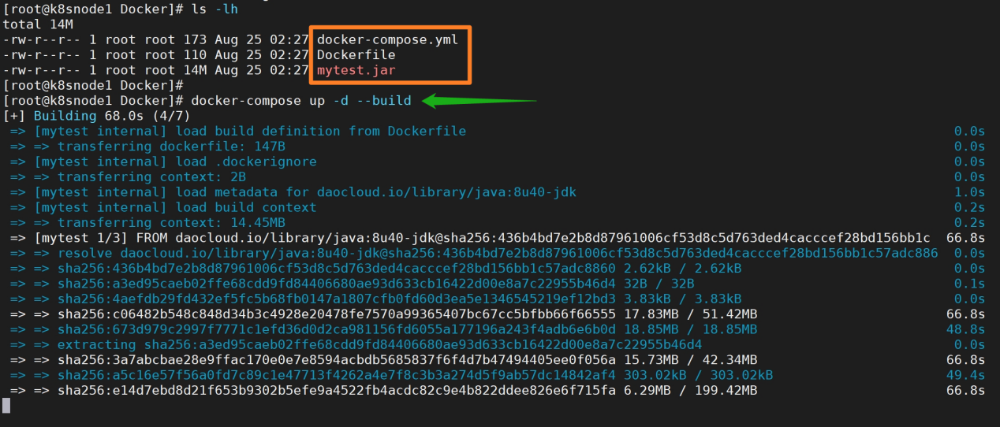 [root@k8snode1 Docker]# ls -lh
total 14M
-rw-r--r-- 1 root root 173 Aug 25 02:27 docker-compose.yml
-rw-r--r-- 1 root root 110 Aug 25 02:27 Dockerfile
-rw-r--r-- 1 root root 14M Aug 25 02:27 mytest.jar
[root@k8snode1 Docker]#
[root@k8snode1 Docker]# docker-compose up -d --build
[+] Building 68.0s (4/7)
=> [mytest internal] load build definition from Dockerfile 0.0s
=> => transferring dockerfile: 147B 0.0s
=> [mytest internal] load .dockerignore 0.0s
=> => transferring context: 2B 0.0s
=> [mytest internal] load metadata for daocloud.io/library/java:8u40-jdk 1.0s
=> [mytest internal] load build context 0.2s
=> => transferring context: 14.45MB 0.2s
=> [mytest 1/3] FROM daocloud.io/library/java:8u40-jdk@sha256:436b4bd7e2b8d87961006cf53d8c5d763ded4cacccef28bd156bb1c 66.8s
=> => resolve daocloud.io/library/java:8u40-jdk@sha256:436b4bd7e2b8d87961006cf53d8c5d763ded4cacccef28bd156bb1c57adc886 0.0s
=> => sha256:436b4bd7e2b8d87961006cf53d8c5d763ded4cacccef28bd156bb1c57adc8860 2.62kB / 2.62kB 0.0s
=> => sha256:a3ed95caeb02ffe68cdd9fd84406680ae93d633cb16422d00e8a7c22955b46d4 32B / 32B 0.1s
=> => sha256:4aefdb29fd432ef5fc5b68fb0147a1807cfb0fd60d3ea5e1346545219ef12bd3 3.83kB / 3.83kB 0.0s
=> => sha256:c06482b548c848d34b3c4928e20478fe7570a99365407bc67cc5bfbb66f66555 17.83MB / 51.42MB 66.8s
=> => sha256:673d979c2997f7771c1efd36d0d2ca981156fd6055a177196a243f4adb6e6b0d 18.85MB / 18.85MB 48.8s
=> => extracting sha256:a3ed95caeb02ffe68cdd9fd84406680ae93d633cb16422d00e8a7c22955b46d4 0.0s
=> => sha256:3a7abcbae28e9ffac170e0e7e8594acbdb5685837f6f4d7b47494405ee0f056a 15.73MB / 42.34MB 66.8s
=> => sha256:a5c16e57f56a0fd7c89c1e47713f4262a4e7f8c3b3a274d5f9ab57dc14842af4 303.02kB / 303.02kB 49.4s
=> => sha256:e14d7ebd8d21f653b9302b5efe9a4522fb4acdc82c9e4b822ddee826e6f715fa 6.29MB / 199.42MB 66.8s